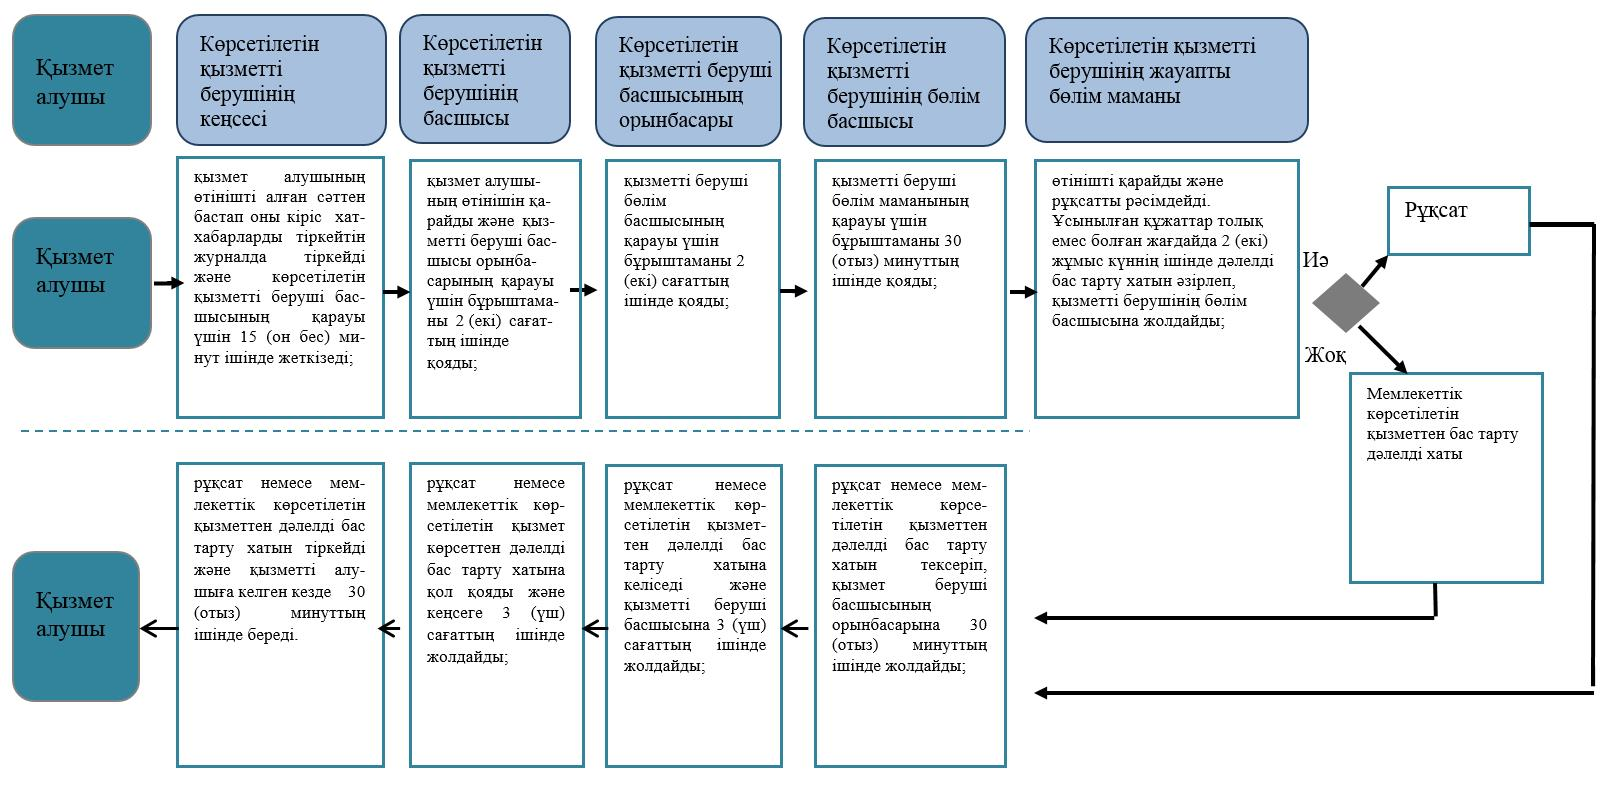 Қызмет
алушы
Көрсетілетін
қызметті
берушінің
кеңсесі
Көрсетілетін
қызметті
берушінің
басшысы
Көрсетілетін
қызметті беруші
басшысының
орынбасары
Көрсетілетін
қызметті
берушінің бөлім
басшысы
Көрсетілетін қызметті
берушінің жауапты
бөлім маманы
Қызмет
алушы
қызмет алушының
өтінішті алған сәттен
бастап оны кіріс хат-
хабарларды тіркейтін
журналда тіркейді
және көрсетілетін
қызметті беруші бас-
шысының қарауы
үшін 15 (он бес) ми-
нут ішінде жеткізеді;
қызмет алушы-
ның өтінішін қа-
райды және қыз-
метті беруші бас-
шысы орынба-
сарының қарауы
үшін бұрыштама-
ны 2 (екі) сағат-
тың ішінде
қояды;
қызметті беруші
бөлім
басшысының
қарауы үшін
бұрыштаманы 2
(екі) сағаттың
ішінде қояды;
қызметті беруші
бөлім маманының
қарауы үшін
бұрыштаманы 30
(отыз) минуттың
ішінде қояды;
өтінішті қарайды және
рұқсатты рәсімдейді.
Ұсынылған құжаттар толық
емес болған жағдайда 2 (екі)
жұмыс күннің ішінде дәлелді
бас тарту хатын әзірлеп,
қызметті берушінің бөлім
басшысына жолдайды;
Иә
Жоқ
Рұқсат
Мемлекеттік
көрсетілетін
қызметтен бас тарту
дәлелді хаты
Қызмет
алушы
рұқсат немесе мем-
лекеттік көрсетілетін
қызметтен дәлелді бас
тарту хатын тіркейді
және қызметті алу-
шыға келген кезде 30
(отыз) минуттың
ішінде береді.
рұқсат немесе
мемлекеттік көр-
сетілетін қызмет
көрсеттен дәлелді
бас тарту хатына
қол қояды және
кеңсеге 3 (үш)
сағаттың ішінде
жолдайды;
рұқсат немесе
мемлекеттік көр-
сетілетін қызмет-
тен дәлелді бас
тарту хатына
келіседі және
қызметті беруші
басшысына 3 (үш)
сағаттың ішінде
жолдайды;
рұқсат немесе мем-
лекеттік көрсе-
тілетін қызметтен
дәлелді бас тарту
хатын тексеріп,
қызмет беруші
басшысының
орынбасарына 30
(отыз) минуттың
ішінде жолдайды;